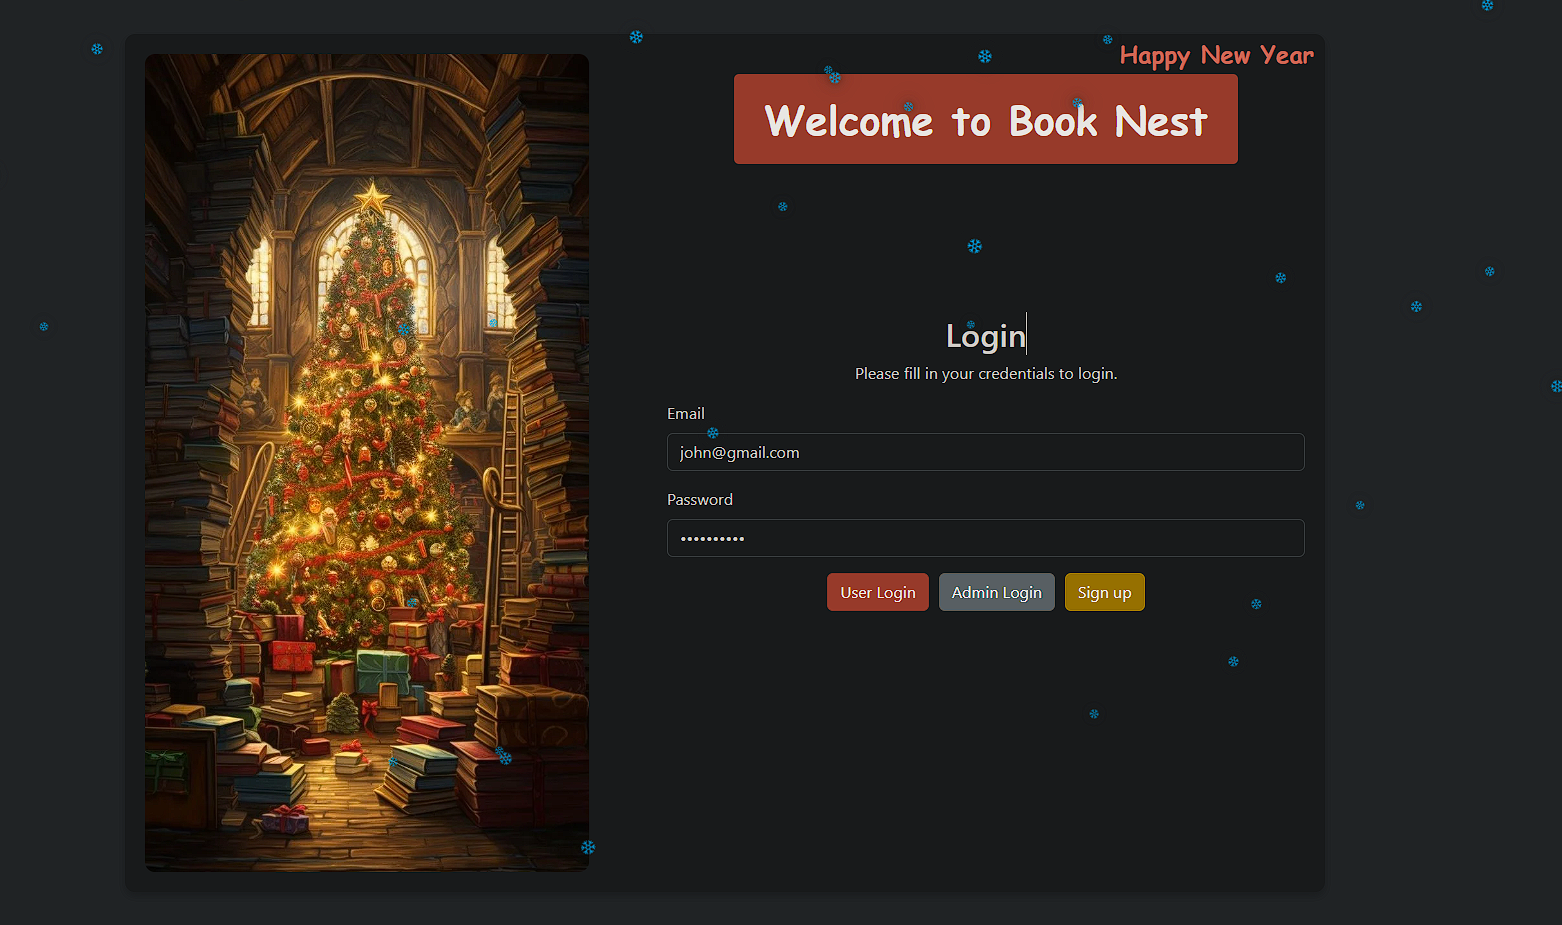 Happy New Year
Welcome to Book Nest
Login
Please fill in your credentials to login.
Email
john@gmail.com
Password
••••••••••
User Login
Admin Login
Sign up